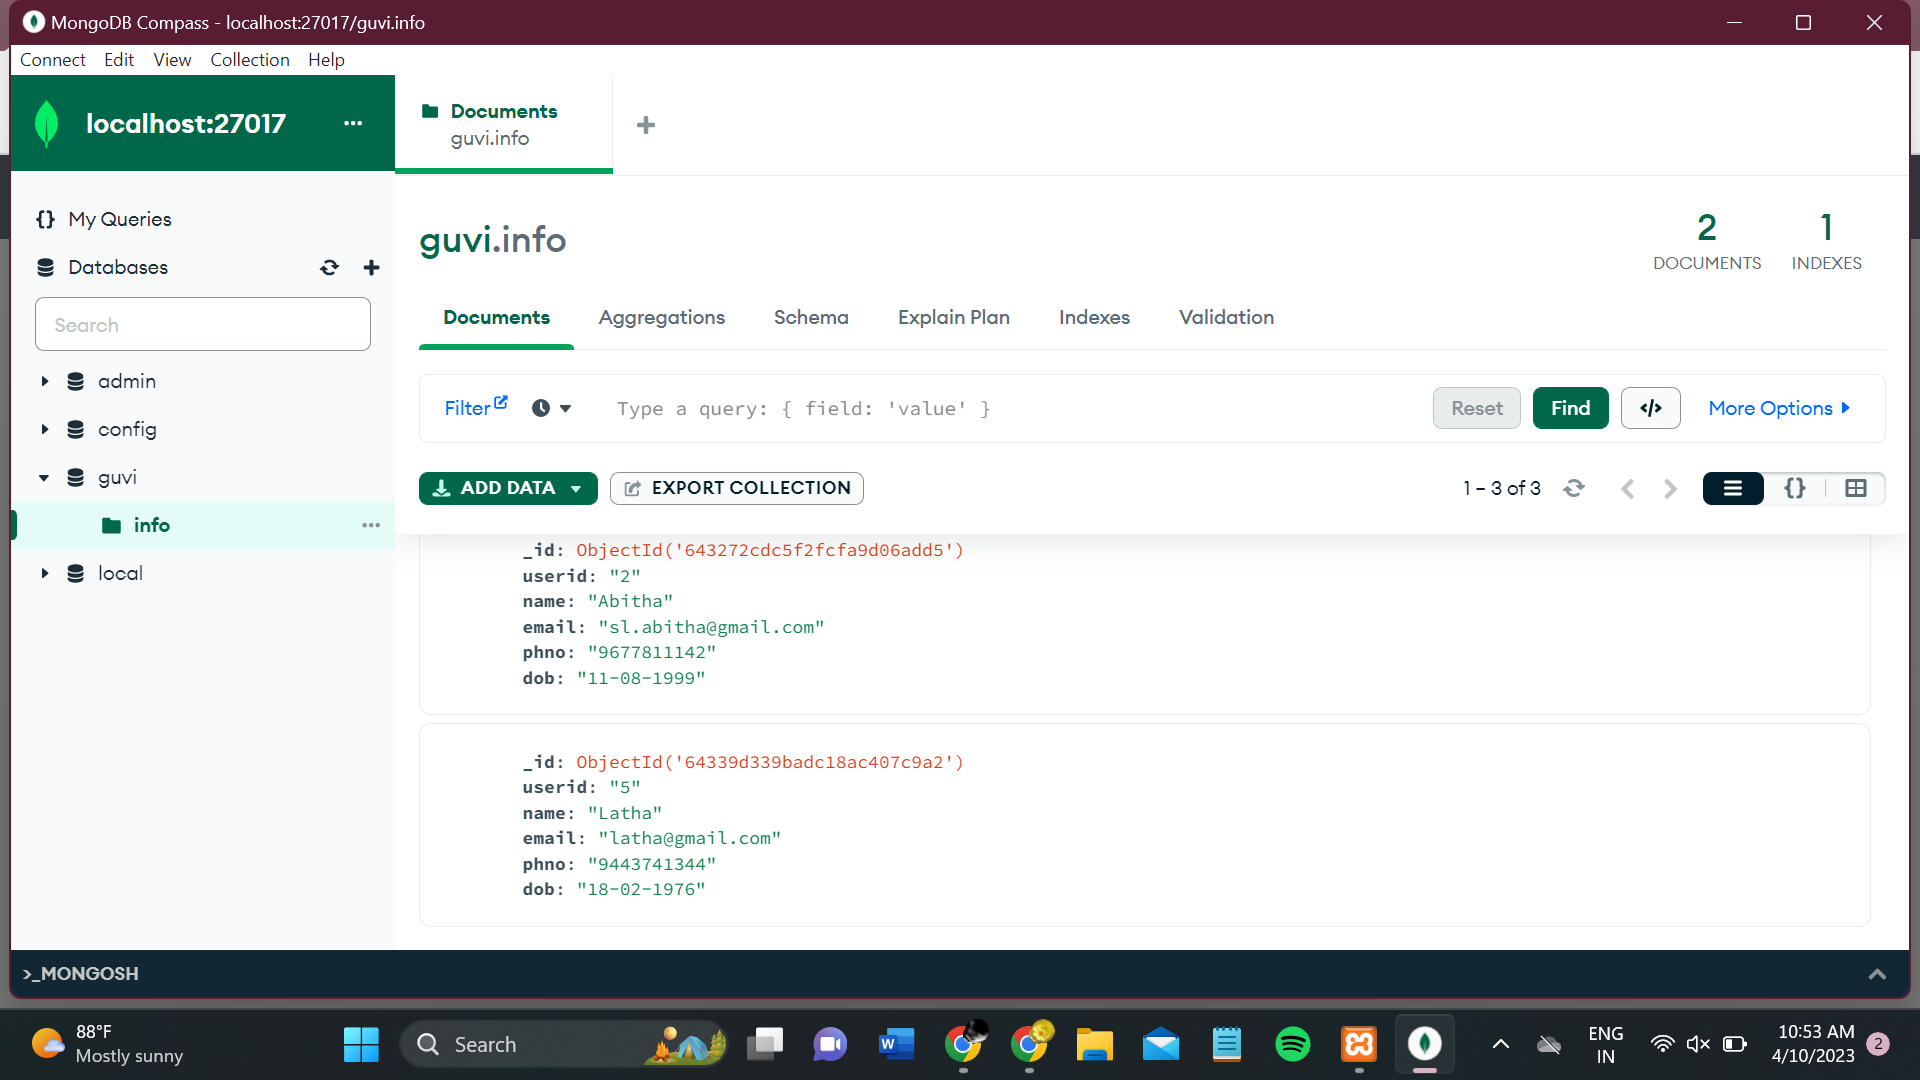 MongoDB Compass - localhost:27017/guvi.info
Connect Edit View Collection Help
localhost:27017 ...
Documents
guvi.info
+
{} My Queries
Databases
Search
admin
config
guvi
info
local
guvi.info
2
DOCUMENTS
1
INDEXES
Documents Aggregations Schema Explain Plan Indexes Validation
Filter Type a query: { field: 'value' } Reset Find </> More Options
ADD DATA EXPORT COLLECTION 1 – 3 of 3 {}
_id: ObjectId('643272cdc5f2fcfa9d06add5')
userid: "2"
name: "Abitha"
email: "sl.abitha@gmail.com"
phno: "9677811142"
dob: "11-08-1999"
_id: ObjectId('64339d339badc18ac407c9a2')
userid: "5"
name: "Latha"
email: "latha@gmail.com"
phno: "9443741344"
dob: "18-02-1976"
>_MONGOSH
88°F
Mostly sunny
Search
W
ENG
IN
10:53 AM
4/10/2023
2